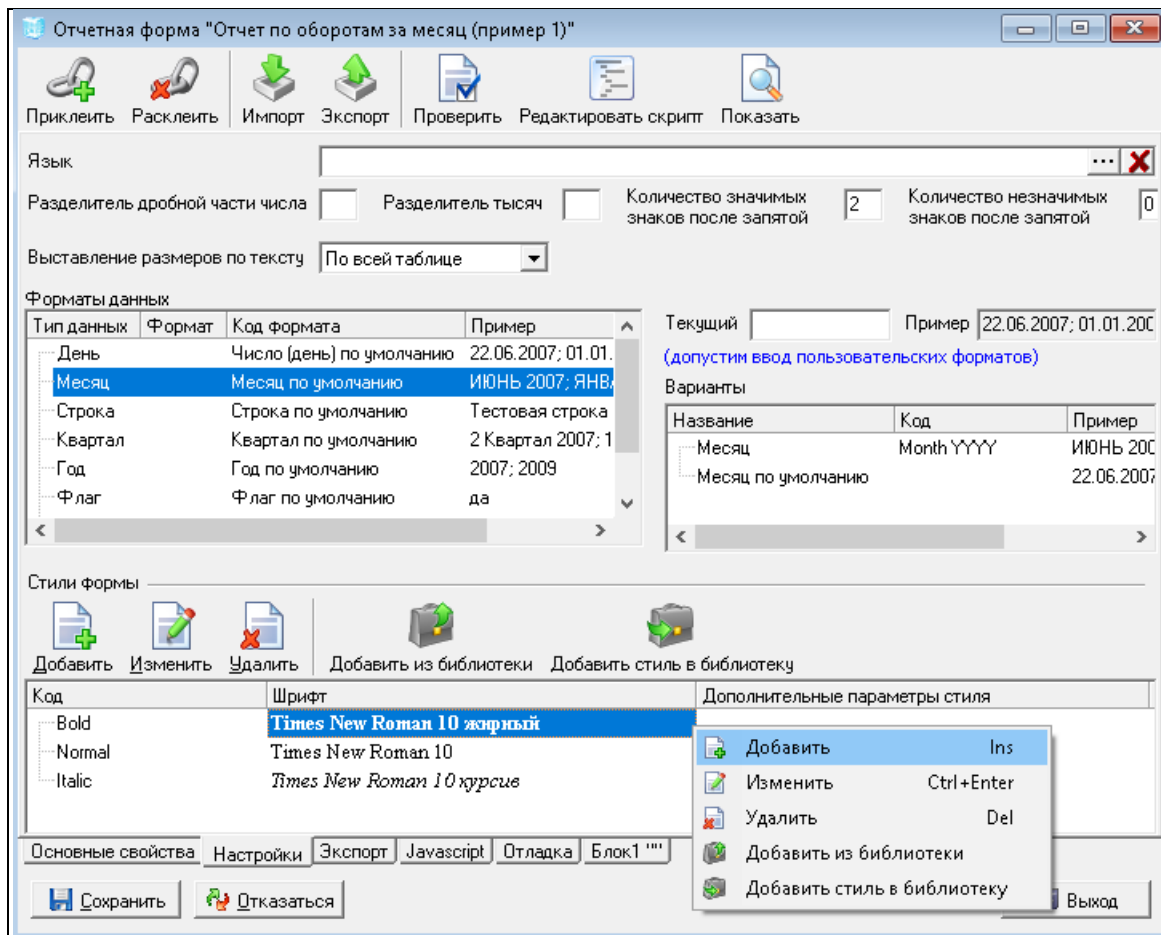 Отчетная форма "Отчет по оборотам за месяц (пример 1)"
Приклеить Расклеить Импорт Экспорт Проверить Редактировать скрипт Показать
Язык
Разделитель дробной части числа Разделитель тысяч Количество значимых знаков после запятой 2 Количество незначимых знаков после запятой 0
Выставление размеров по тексту По всей таблице
Форматы данных
Тип данных Формат Код формата Пример
День Число (день) по умолчанию 22.06.2007; 01.01.
Месяц Месяц по умолчанию ИЮНЬ 2007; ЯНВА
Строка Строка по умолчанию Тестовая строка
Квартал Квартал по умолчанию 2 Квартал 2007; 1
Год Год по умолчанию 2007; 2009
Флаг Флаг по умолчанию да
Текущий Пример 22.06.2007; 01.01.200
(допустим ввод пользовательских форматов)
Варианты
Название Код Пример
Месяц Month YYYY ИЮНЬ 200
Месяц по умолчанию 22.06.2007
Стили формы
Добавить Изменить Удалить Добавить из библиотеки Добавить стиль в библиотеку
Код Шрифт Дополнительные параметры стиля
Bold Times New Roman 10 жирный
Normal Times New Roman 10
Italic Times New Roman 10 курсив
Добавить Ins
Изменить Ctrl+Enter
Удалить Del
Добавить из библиотеки
Добавить стиль в библиотеку
Основные свойства Настройки Экспорт Javascript Отладка Блок1 ""
Сохранить Отказаться Выход